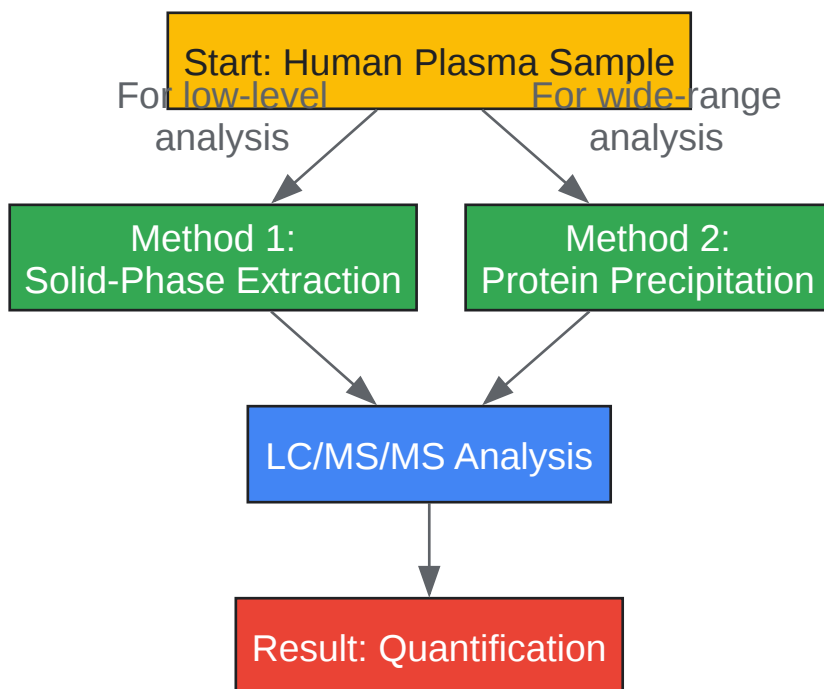 Start: Human Plasma Sample
For low-level
analysis
For wide-range
analysis
Method 1:
Solid-Phase Extraction
Method 2:
Protein Precipitation
LC/MS/MS Analysis
Result: Quantification